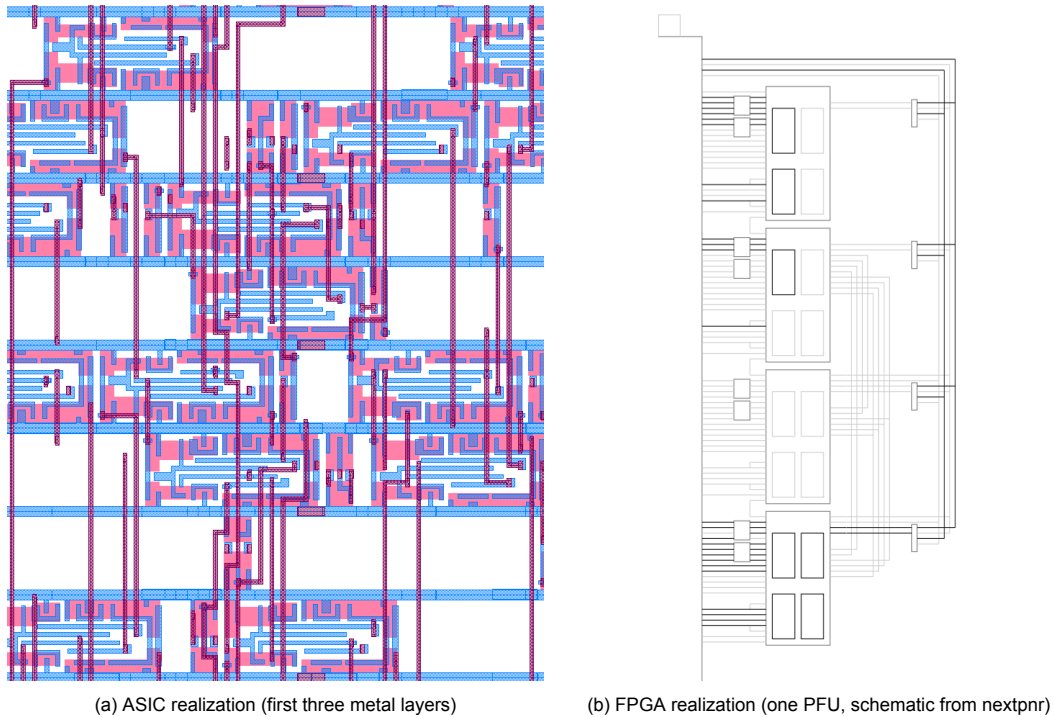 (a) ASIC realization (first three metal layers)
(b) FPGA realization (one PFU, schematic from nextpnr)